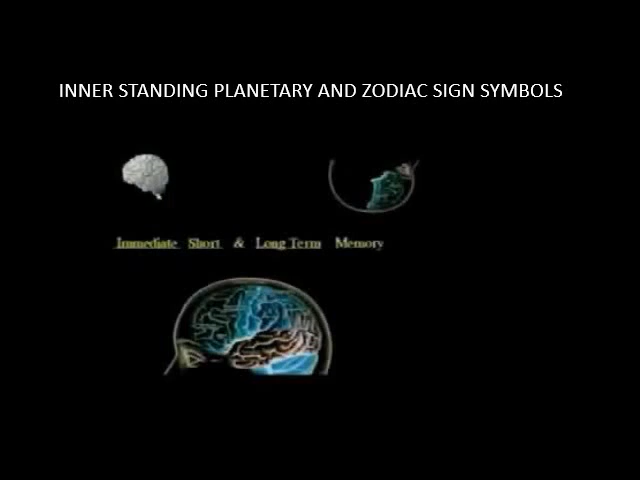 INNER STANDING PLANETARY AND ZODIAC SIGN SYMBOLS
Immediate Short & Long Term Memory